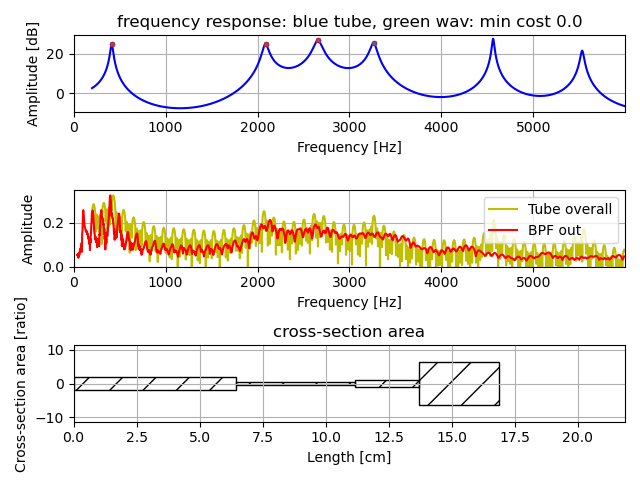 frequency response: blue tube, green wav: min cost 0.0
Amplitude [dB]
20
0
0 1000 2000 3000 4000 5000
Frequency [Hz]
Amplitude
0.2
0.0
Tube overall
BPF out
0 1000 2000 3000 4000 5000
Frequency [Hz]
cross-section area
Cross-section area [ratio]
10
0
−10
0.0 2.5 5.0 7.5 10.0 12.5 15.0 17.5 20.0
Length [cm]